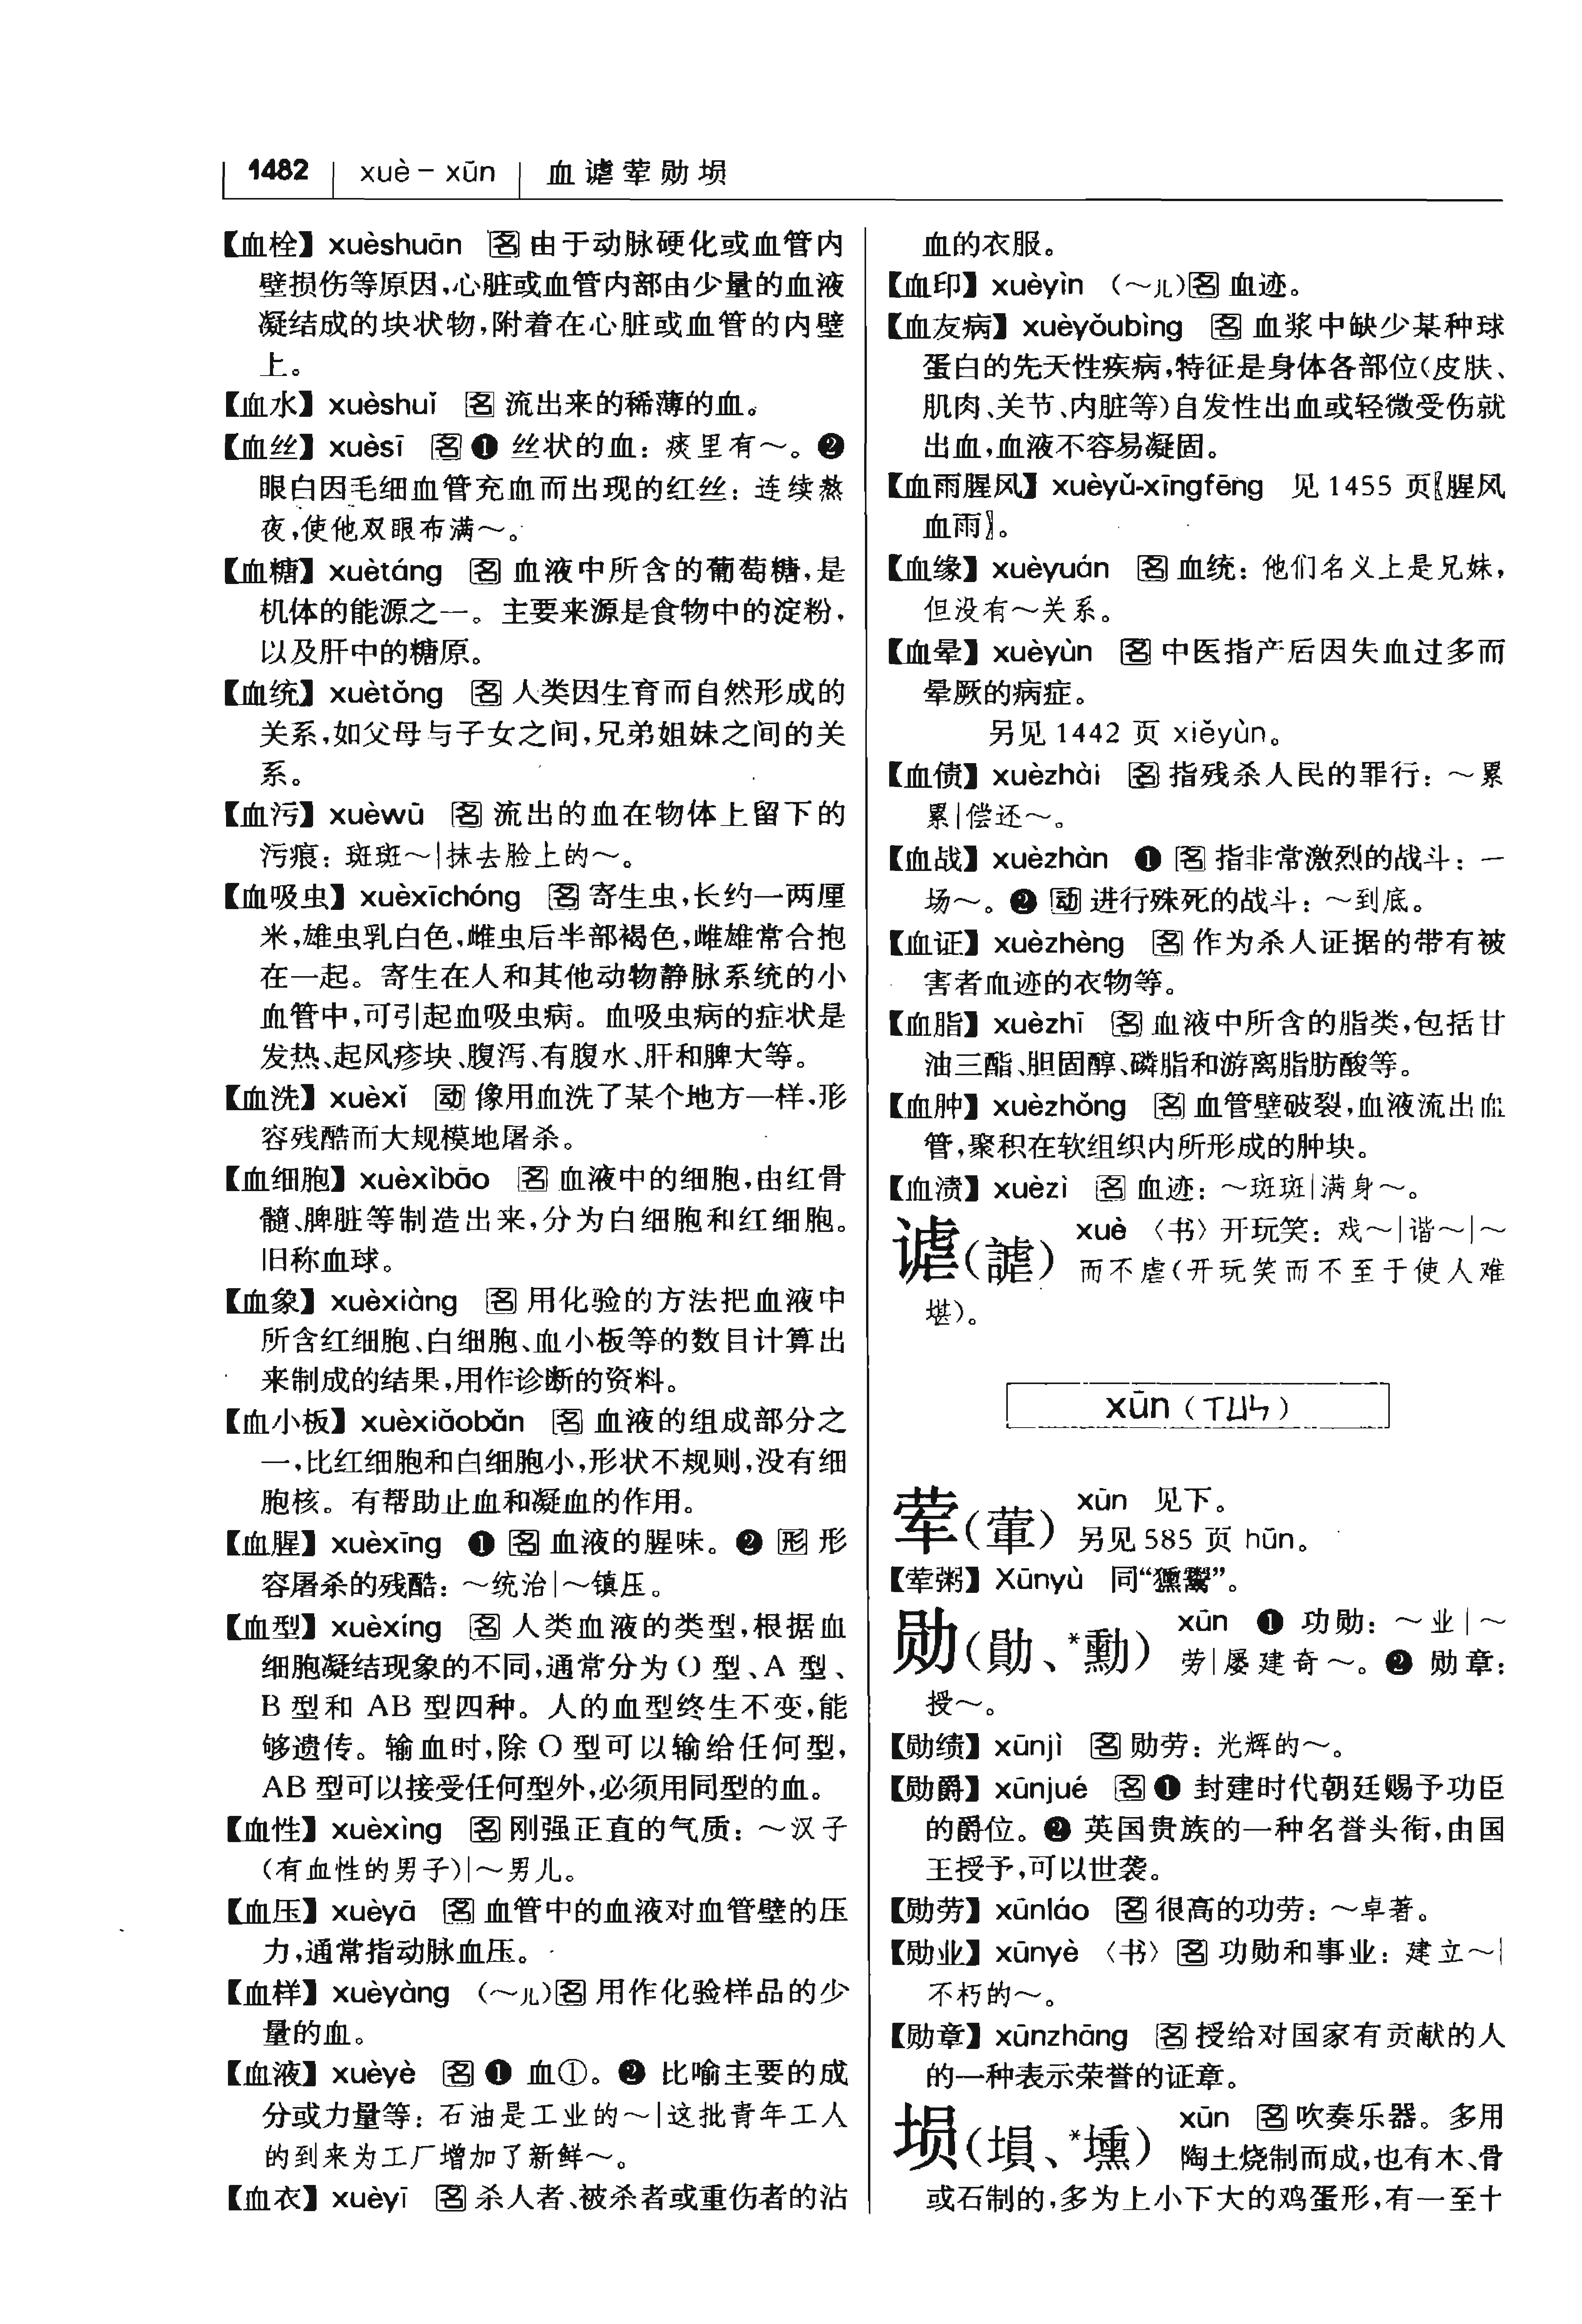 1482 xuè－xūn 血谑荤勋埙
【血栓】xuèshuān 名 由于动脉硬化或血管内
壁损伤等原因,心脏或血管内部由少量的血液
凝结成的块状物,附着在心脏或血管的内壁
上。
【血水】xuèshuǐ 名 流出来的稀薄的血。
【血丝】xuèsī 名 ❶ 丝状的血：痰里有～。❷
眼白因毛细血管充血而出现的红丝：连续熬
夜,使他双眼布满～。
【血糖】xuètáng 名 血液中所含的葡萄糖,是
机体的能源之一。主要来源是食物中的淀粉,
以及肝中的糖原。
【血统】xuètǒng 名 人类因生育而自然形成的
关系,如父母与子女之间,兄弟姐妹之间的关
系。
【血污】xuèwū 名 流出的血在物体上留下的
污痕：斑斑～|抹去脸上的～。
【血吸虫】xuèxīchóng 名 寄生虫,长约一两厘
米,雄虫乳白色,雌虫后半部褐色,雌雄常合抱
在一起。寄生在人和其他动物静脉系统的小
血管中,可引起血吸虫病。血吸虫病的症状是
发热、起风疹块、腹泻、有腹水、肝和脾大等。
【血洗】xuèxǐ 动 像用血洗了某个地方一样,形
容残酷而大规模地屠杀。
【血细胞】xuèxìbāo 名 血液中的细胞,由红骨
髓、脾脏等制造出来,分为白细胞和红细胞。
旧称血球。
【血象】xuèxiàng 名 用化验的方法把血液中
所含红细胞、白细胞、血小板等的数目计算出
来制成的结果,用作诊断的资料。
【血小板】xuèxiǎobǎn 名 血液的组成部分之
一,比红细胞和白细胞小,形状不规则,没有细
胞核。有帮助止血和凝血的作用。
【血腥】xuèxīng ❶ 名 血液的腥味。❷ 形 形
容屠杀的残酷：～统治|～镇压。
【血型】xuèxíng 名 人类血液的类型,根据血
细胞凝结现象的不同,通常分为O型、A 型、
B 型和 AB 型四种。人的血型终生不变,能
够遗传。输血时,除 O 型可以输给任何型,
AB 型可以接受任何型外,必须用同型的血。
【血性】xuèxìng 名 刚强正直的气质：～汉子
(有血性的男子)|～男儿。
【血压】xuèyā 名 血管中的血液对血管壁的压
力,通常指动脉血压。
【血样】xuèyàng (～儿)名 用作化验样品的少
量的血。
【血液】xuèyè 名 ❶ 血①。❷ 比喻主要的成
分或力量等：石油是工业的～|这批青年工人
的到来为工厂增加了新鲜～。
【血衣】xuèyī 名 杀人者、被杀者或重伤者的沾
血的衣服。
【血印】xuèyìn (～儿)名 血迹。
【血友病】xuèyǒubìng 名 血浆中缺少某种球
蛋白的先天性疾病,特征是身体各部位(皮肤、
肌肉、关节、内脏等)自发性出血或轻微受伤就
出血,血液不容易凝固。
【血雨腥风】xuèyǔ-xīngfēng 见 1455 页〖腥风
血雨〗。
【血缘】xuèyuán 名 血统：他们名义上是兄妹,
但没有～关系。
【血晕】xuèyùn 名 中医指产后因失血过多而
晕厥的病症。
另见 1442 页 xiěyùn。
【血债】xuèzhài 名 指残杀人民的罪行：～累
累|偿还～。
【血战】xuèzhàn ❶ 名 指非常激烈的战斗：一
场～。❷ 动 进行殊死的战斗：～到底。
【血证】xuèzhèng 名 作为杀人证据的带有被
害者血迹的衣物等。
【血脂】xuèzhī 名 血液中所含的脂类,包括甘
油三酯、胆固醇、磷脂和游离脂肪酸等。
【血肿】xuèzhǒng 名 血管壁破裂,血液流出血
管,聚积在软组织内所形成的肿块。
【血渍】xuèzì 名 血迹：～斑斑|满身～。
谑(謔) xuè 〈书〉开玩笑：戏～|谐～|～
而不虐(开玩笑而不至于使人难
堪)。
xūn（ㄒㄩㄣ）
荤(葷) xūn 见下。
另见 585 页 hūn。
【荤粥】Xūnyù 同“獯鬻”。
勋(勛、*勳) xūn ❶ 功勋：～业|～
劳|屡建奇～。❷ 勋章：
授～。
【勋绩】xūnjì 名 勋劳：光辉的～。
【勋爵】xūnjué 名 ❶ 封建时代朝廷赐予功臣
的爵位。❷ 英国贵族的一种名誉头衔,由国
王授予,可以世袭。
【勋劳】xūnláo 名 很高的功劳：～卓著。
【勋业】xūnyè 〈书〉名 功勋和事业：建立～|
不朽的～。
【勋章】xūnzhāng 名 授给对国家有贡献的人
的一种表示荣誉的证章。
埙(塤、*壎) xūn 名 吹奏乐器。多用
陶土烧制而成,也有木、骨
或石制的,多为上小下大的鸡蛋形,有一至十